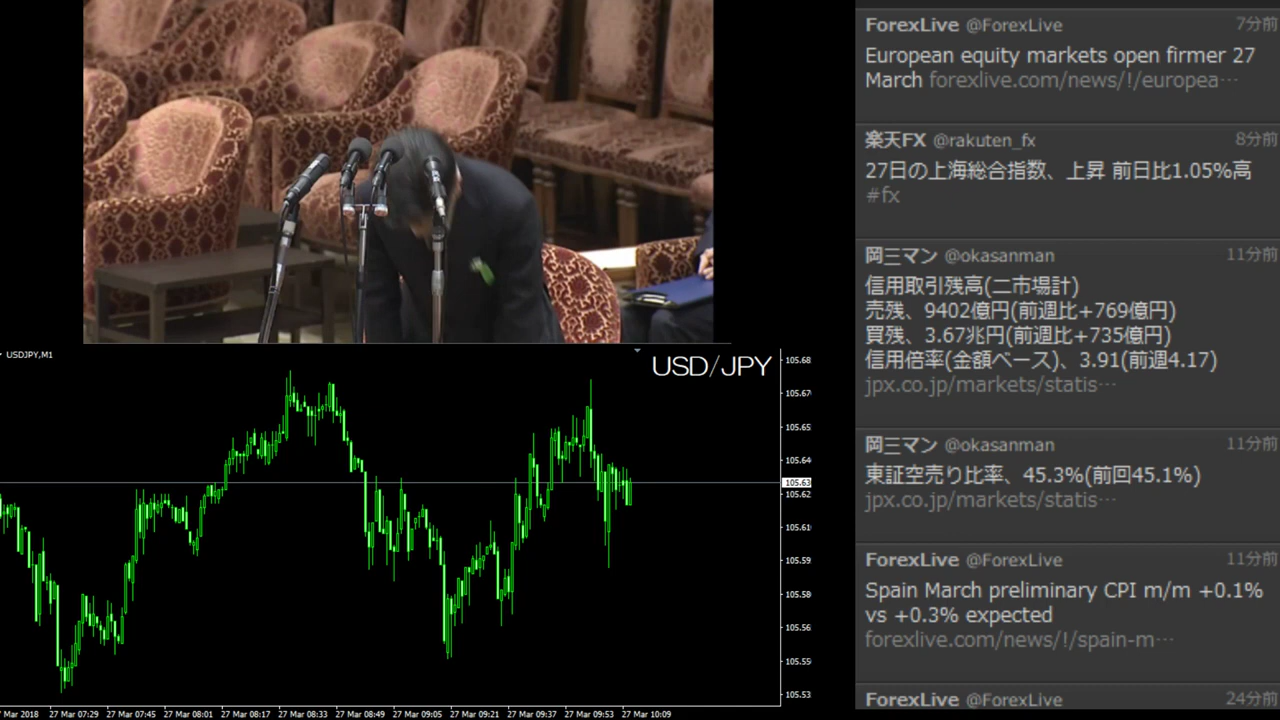 USDJPY,M1
USD/JPY
105.68
105.67
105.65
105.64
105.63
105.62
105.61
105.59
105.58
105.56
105.55
105.53
Mar 2018
27 Mar 07:29
27 Mar 07:45
27 Mar 08:01
27 Mar 08:17
27 Mar 08:33
27 Mar 08:49
27 Mar 09:05
27 Mar 09:21
27 Mar 09:37
27 Mar 09:53
27 Mar 10:09
ForexLive @ForexLive 7分前
European equity markets open firmer 27
March forexlive.com/news/!/europea…
楽天FX @rakuten_fx 8分前
27日の上海総合指数、上昇 前日比1.05%高
#fx
岡三マン @okasanman 11分前
信用取引残高(二市場計)
売残、9402億円(前週比+769億円)
買残、3.67兆円(前週比+735億円)
信用倍率(金額ベース)、3.91(前週4.17)
jpx.co.jp/markets/statis…
岡三マン @okasanman 11分前
東証空売り比率、45.3%(前回45.1%)
jpx.co.jp/markets/statis…
ForexLive @ForexLive 11分前
Spain March preliminary CPI m/m +0.1%
vs +0.3% expected
forexlive.com/news/!/spain-m…
ForexLive @ForexLive 24分前